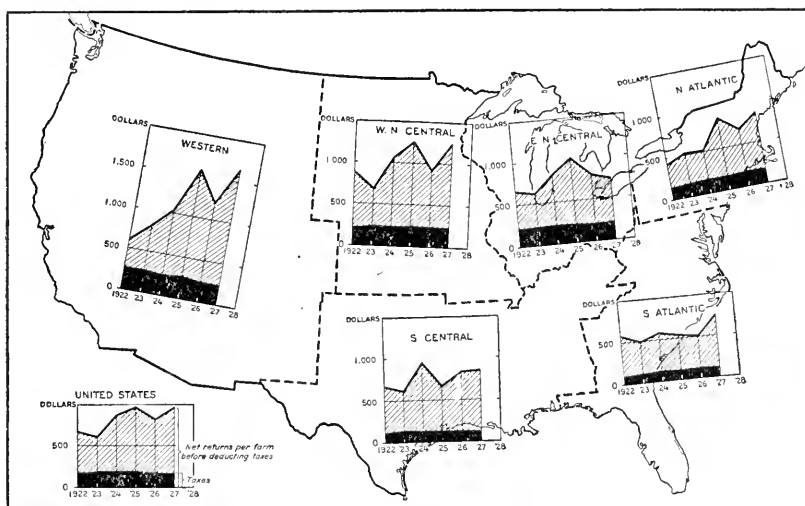 DOLLARS
WESTERN
1.500
1.000
500
0
1922 23 24 '25 '26 '27 '28
DOLLARS
W. N. CENTRAL
1.000
500
0
1922 '23 '24 '25 '26 '27 '28
DOLLARS
E. N. CENTRAL
1.000
500
0
1922 '23 '24 '25 '26 '27 '28
DOLLARS
N ATLANTIC
1.000
500
0
1922 '23 '24 '25 '26 '27 '28
DOLLARS
S CENTRAL
1.000
500
0
1922 '23 '24 '25 '26 '27 '28
DOLLARS
S ATLANTIC
500
0
1922 '23 '24 '25 '26 '27 '28
UNITED STATES
DOLLARS
500
0
1922 '23 '24 '25 '26 '27 '28
Net returns per farm
before deducting taxes
Taxes